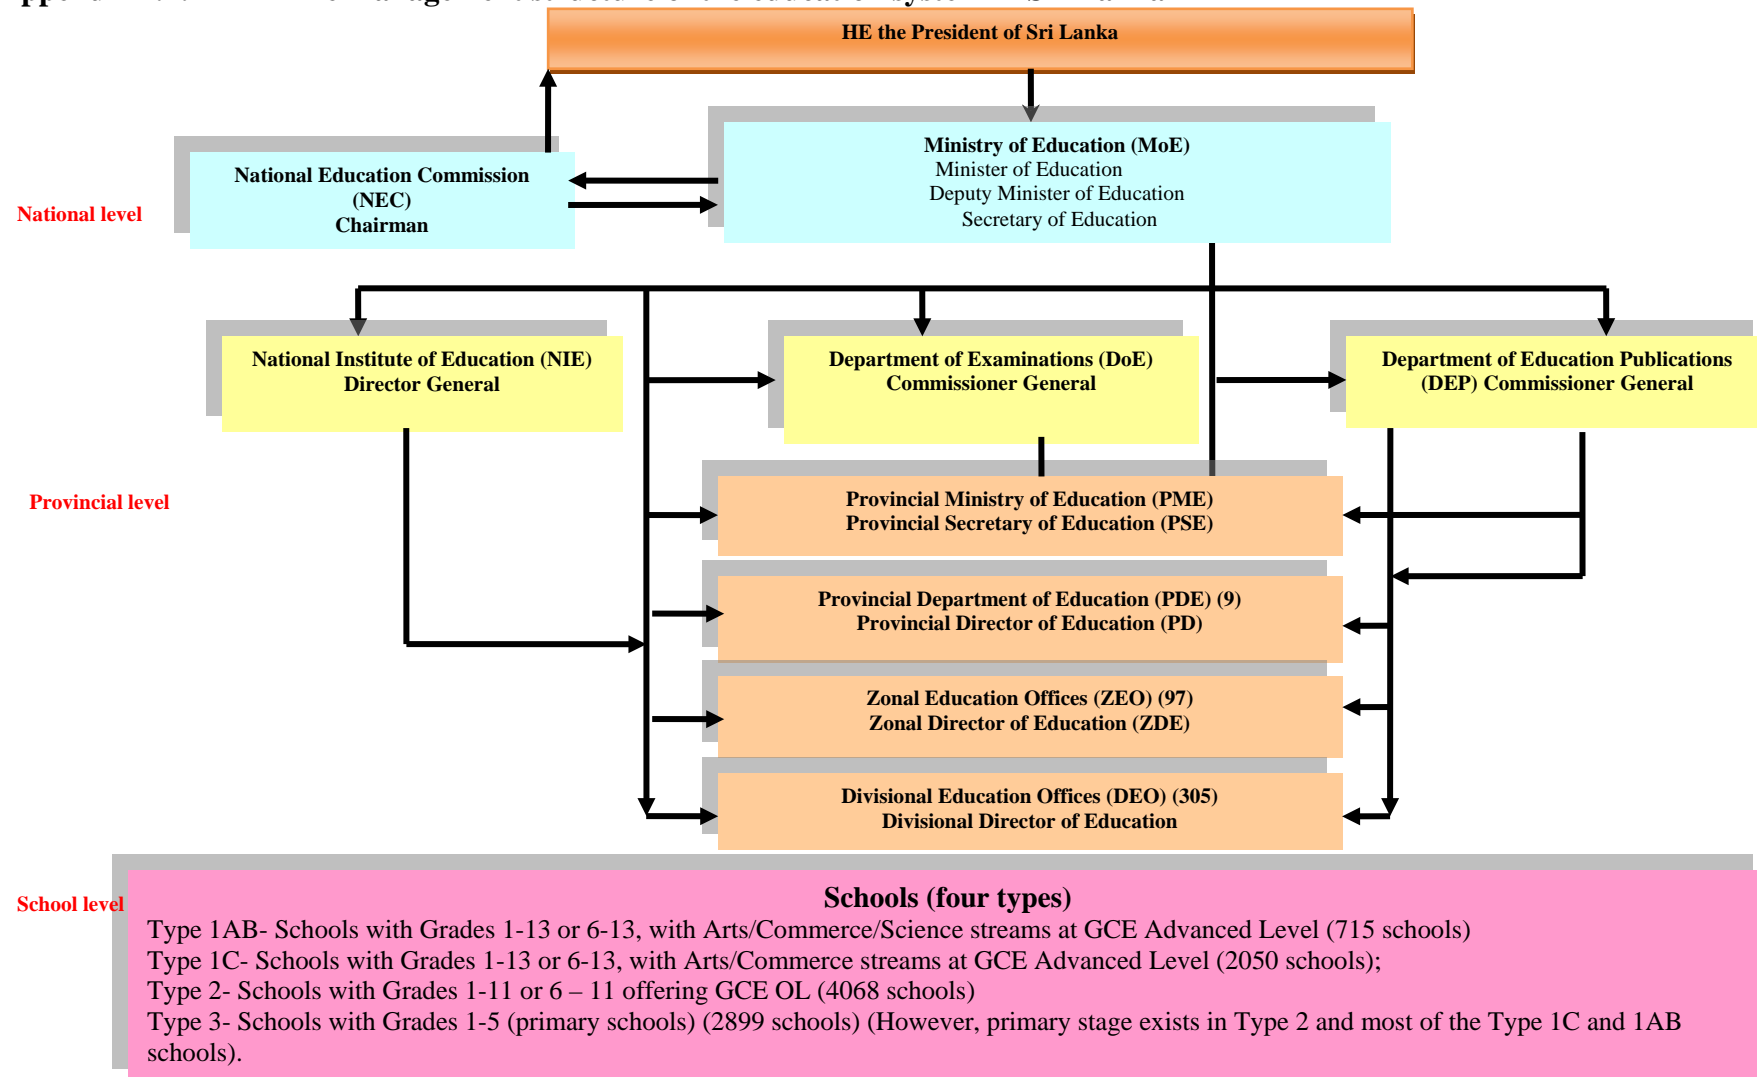 HE the President of Sri Lanka
Ministry of Education (MoE)
Minister of Education
Deputy Minister of Education
Secretary of Education
National Education Commission
(NEC)
Chairman
National level
National Institute of Education (NIE)
Director General
Department of Examinations (DoE)
Commissioner General
Department of Education Publications
(DEP) Commissioner General
Provincial level
Provincial Ministry of Education (PME)
Provincial Secretary of Education (PSE)
Provincial Department of Education (PDE) (9)
Provincial Director of Education (PD)
Zonal Education Offices (ZEO) (97)
Zonal Director of Education (ZDE)
Divisional Education Offices (DEO) (305)
Divisional Director of Education
School level
Schools (four types)
Type 1AB- Schools with Grades 1-13 or 6-13, with Arts/Commerce/Science streams at GCE Advanced Level (715 schools)
Type 1C- Schools with Grades 1-13 or 6-13, with Arts/Commerce streams at GCE Advanced Level (2050 schools);
Type 2- Schools with Grades 1-11 or 6 – 11 offering GCE OL (4068 schools)
Type 3- Schools with Grades 1-5 (primary schools) (2899 schools) (However, primary stage exists in Type 2 and most of the Type 1C and 1AB
schools).